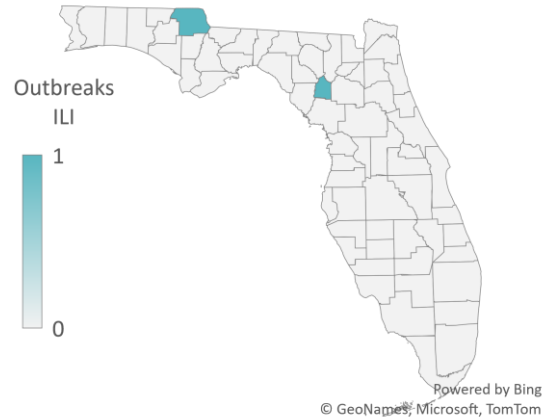 Outbreaks
ILI
1
0
Powered by Bing
© GeoNames, Microsoft, TomTom